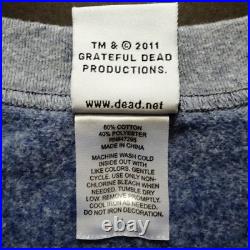 TM & © 2011
GRATEFUL DEAD
PRODUCTIONS.
www.dead.net
60% COTTON
40% POLYESTER
MADE IN CHINA
MACHINE WASH COLD
INSIDE OUT WITH
LIKE COLORS, GENTLE
CYCLE. USE ONLY NON-
CHLORINE BLEACH WHEN
NEEDED. TUMBLE DRY
LOW. REMOVE PROMPTLY.
COOL IRON IF NEEDED.
DO NOT IRON DECORATION.